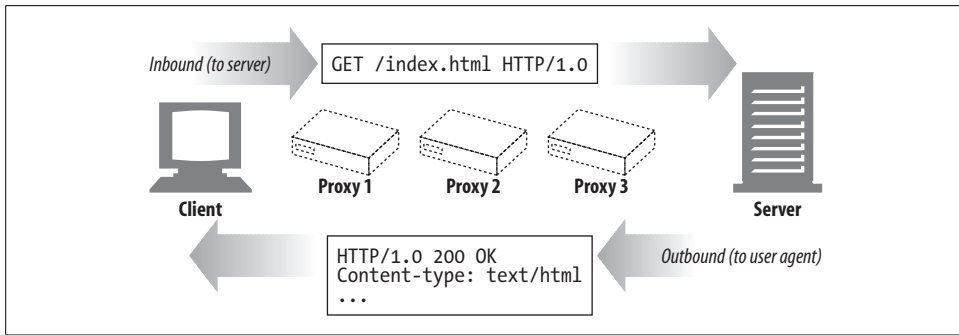 Inbound (to server)
GET /index.html HTTP/1.0
Proxy 1
Proxy 2
Proxy 3
Client
Server
HTTP/1.0 200 OK
Content-type: text/html
...
Outbound (to user agent)